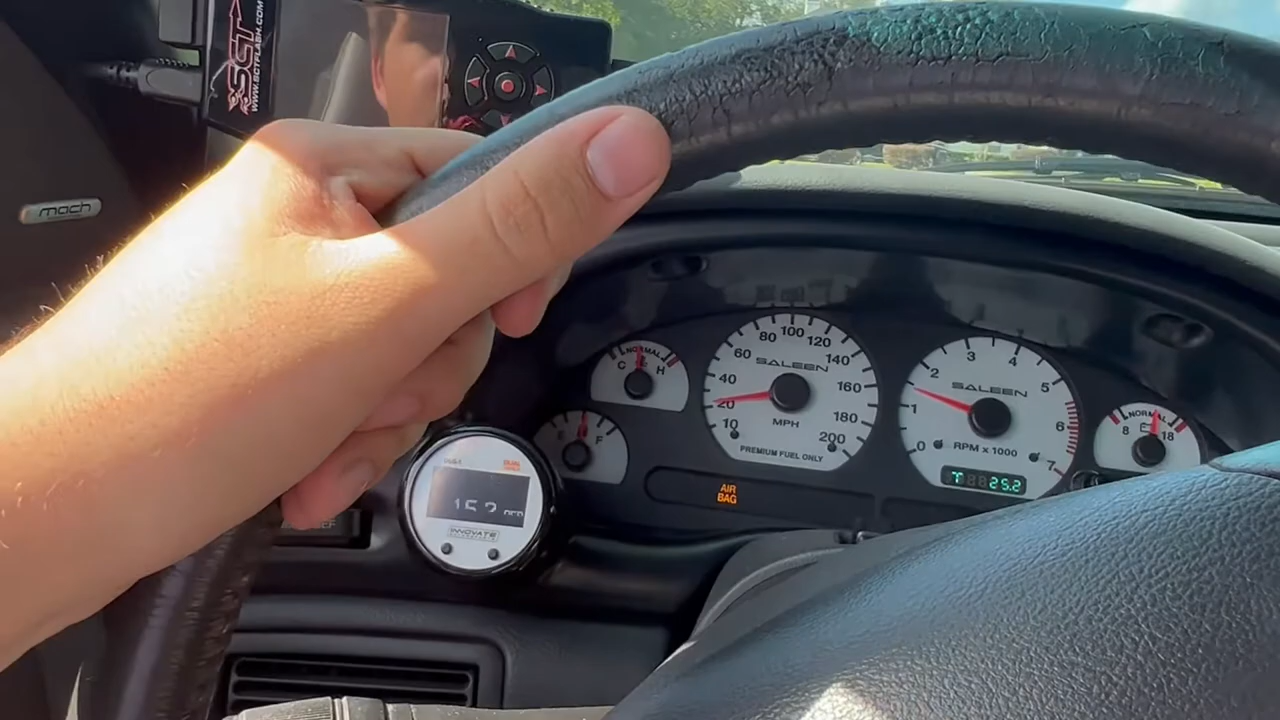 SCT
WWW.SCTFLASH.COM
mach
NORMAL
C H
F
60 80 100 120 140
40 160
20 180
10 200
SALEEN
MPH
PREMIUM FUEL ONLY
AIR
BAG
0 1 2 3 4 5 6 7
SALEEN
RPM x 1000
25.2
NORMAL
8 18
INNOVATE